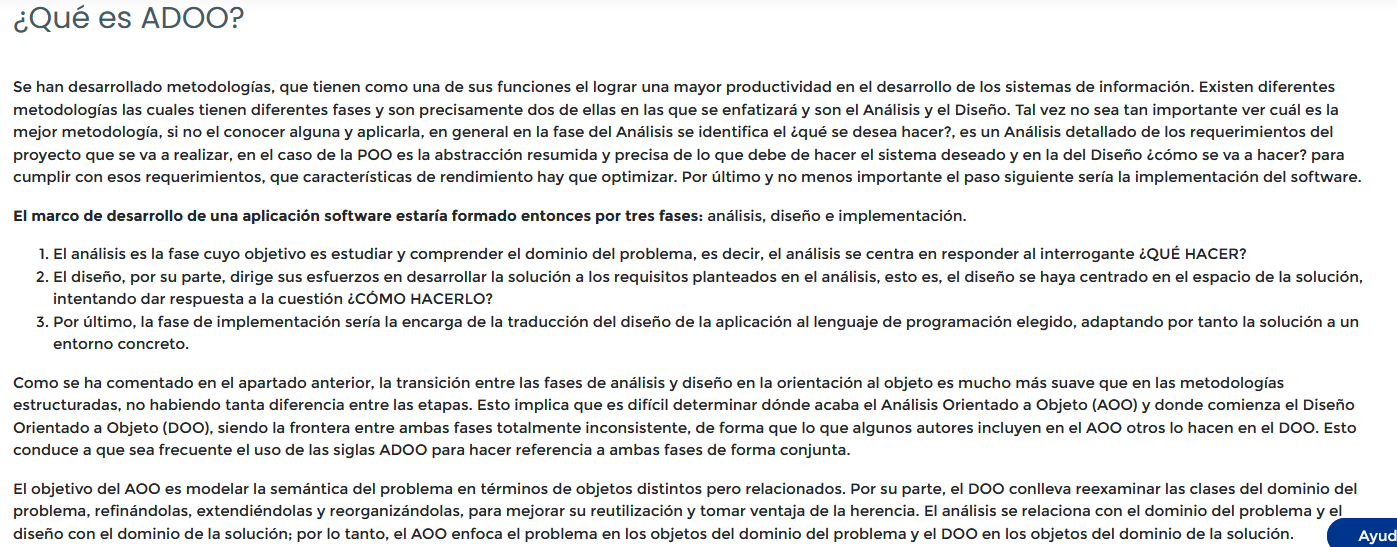 ¿Qué es ADOO?
Se han desarrollado metodologías, que tienen como una de sus funciones el lograr una mayor productividad en el desarrollo de los sistemas de información. Existen diferentes
metodologías las cuales tienen diferentes fases y son precisamente dos de ellas en las que se enfatizará y son el Análisis y el Diseño. Tal vez no sea tan importante ver cuál es la
mejor metodología, si no el conocer alguna y aplicarla, en general en la fase del Análisis se identifica el ¿qué se desea hacer?, es un Análisis detallado de los requerimientos del
proyecto que se va a realizar, en el caso de la POO es la abstracción resumida y precisa de lo que debe de hacer el sistema deseado y en la del Diseño ¿cómo se va a hacer? para
cumplir con esos requerimientos, que características de rendimiento hay que optimizar. Por último y no menos importante el paso siguiente sería la implementación del software.
El marco de desarrollo de una aplicación software estaría formado entonces por tres fases: análisis, diseño e implementación.
1. El análisis es la fase cuyo objetivo es estudiar y comprender el dominio del problema, es decir, el análisis se centra en responder al interrogante ¿QUÉ HACER?
2. El diseño, por su parte, dirige sus esfuerzos en desarrollar la solución a los requisitos planteados en el análisis, esto es, el diseño se haya centrado en el espacio de la solución,
intentando dar respuesta a la cuestión ¿CÓMO HACERLO?
3. Por último, la fase de implementación sería la encarga de la traducción del diseño de la aplicación al lenguaje de programación elegido, adaptando por tanto la solución a un
entorno concreto.
Como se ha comentado en el apartado anterior, la transición entre las fases de análisis y diseño en la orientación al objeto es mucho más suave que en las metodologías
estructuradas, no habiendo tanta diferencia entre las etapas. Esto implica que es difícil determinar dónde acaba el Análisis Orientado a Objeto (AOO) y donde comienza el Diseño
Orientado a Objeto (DOO), siendo la frontera entre ambas fases totalmente inconsistente, de forma que lo que algunos autores incluyen en el AOO otros lo hacen en el DOO. Esto
conduce a que sea frecuente el uso de las siglas ADOO para hacer referencia a ambas fases de forma conjunta.
El objetivo del AOO es modelar la semántica del problema en términos de objetos distintos pero relacionados. Por su parte, el DOO conlleva reexaminar las clases del dominio del
problema, refinándolas, extendiéndolas y reorganizándolas, para mejorar su reutilización y tomar ventaja de la herencia. El análisis se relaciona con el dominio del problema y el
diseño con el dominio de la solución; por lo tanto, el AOO enfoca el problema en los objetos del dominio del problema y el DOO en los objetos del dominio de la solución.
Ayud